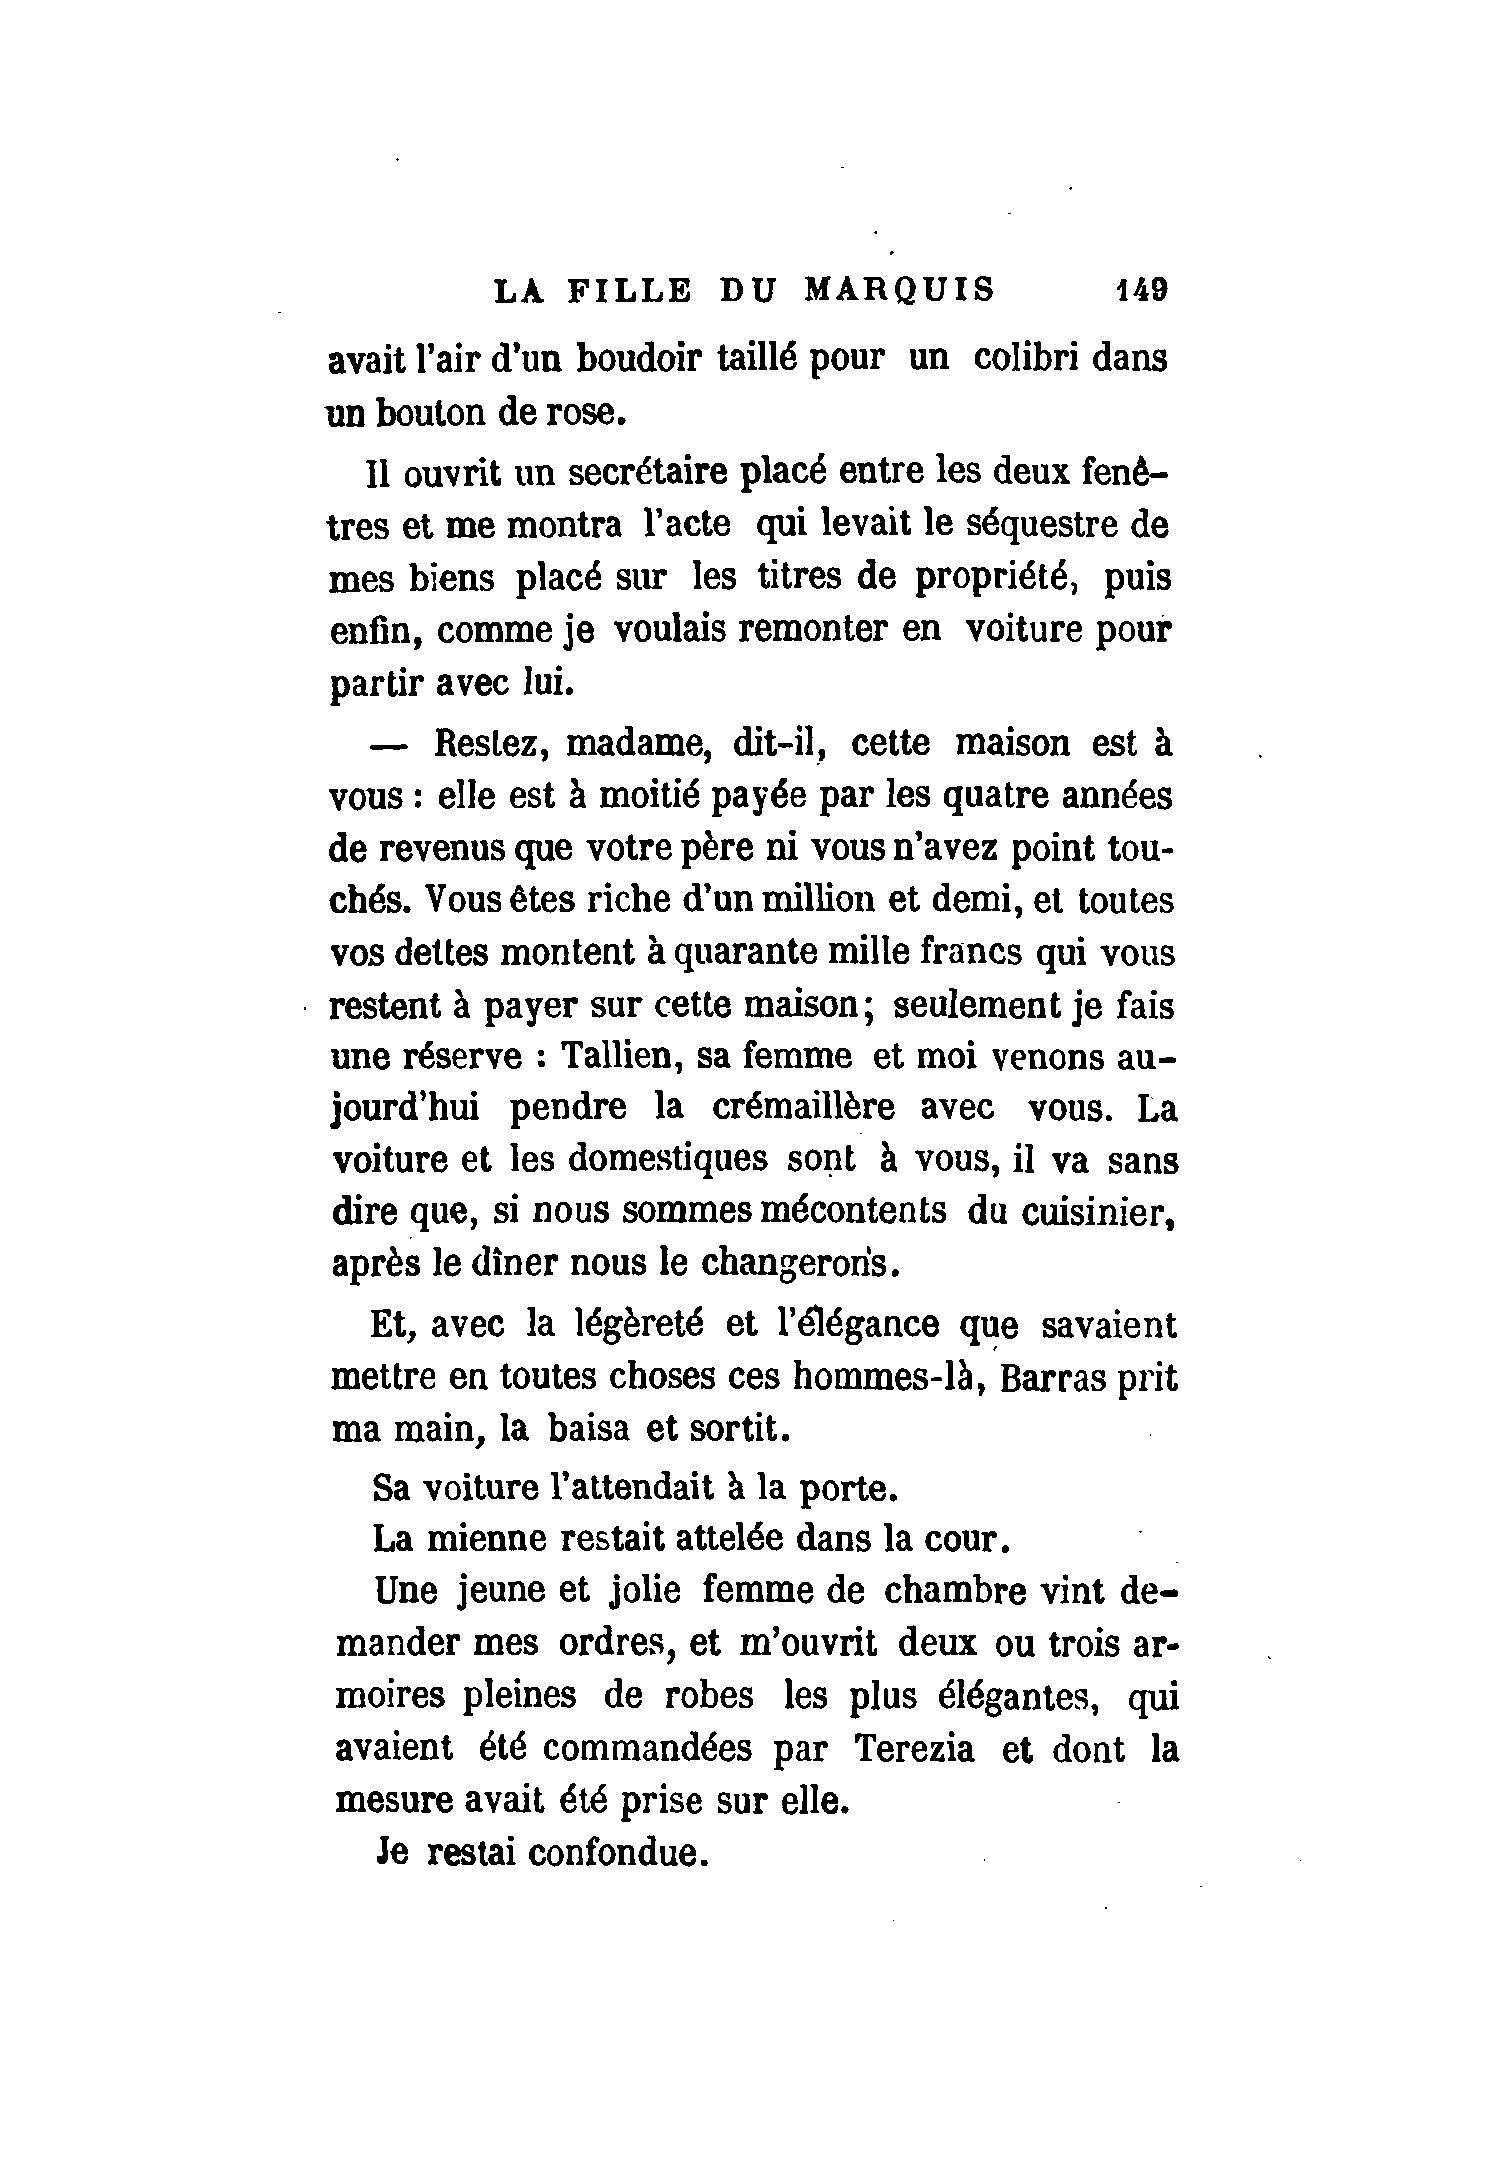 LA FILLE DU MARQUIS 149
avait l'air d'un boudoir taillé pour un colibri dans
un bouton de rose.
Il ouvrit un secrétaire placé entre les deux fenê-
tres et me montra l'acte qui levait le séquestre de
mes biens placé sur les titres de propriété, puis
enfin, comme je voulais remonter en voiture pour
partir avec lui.
— Restez, madame, dit-il, cette maison est à
vous : elle est à moitié payée par les quatre années
de revenus que votre père ni vous n'avez point tou-
chés. Vous êtes riche d'un million et demi, et toutes
vos dettes montent à quarante mille francs qui vous
restent à payer sur cette maison; seulement je fais
une réserve : Tallien, sa femme et moi venons au-
jourd'hui pendre la crémaillère avec vous. La
voiture et les domestiques sont à vous, il va sans
dire que, si nous sommes mécontents du cuisinier,
après le dîner nous le changerons.
Et, avec la légèreté et l'élégance que savaient
mettre en toutes choses ces hommes-là, Barras prit
ma main, la baisa et sortit.
Sa voiture l'attendait à la porte.
La mienne restait attelée dans la cour.
Une jeune et jolie femme de chambre vint de-
mander mes ordres, et m'ouvrit deux ou trois ar-
moires pleines de robes les plus élégantes, qui
avaient été commandées par Terezia et dont la
mesure avait été prise sur elle.
Je restai confondue.